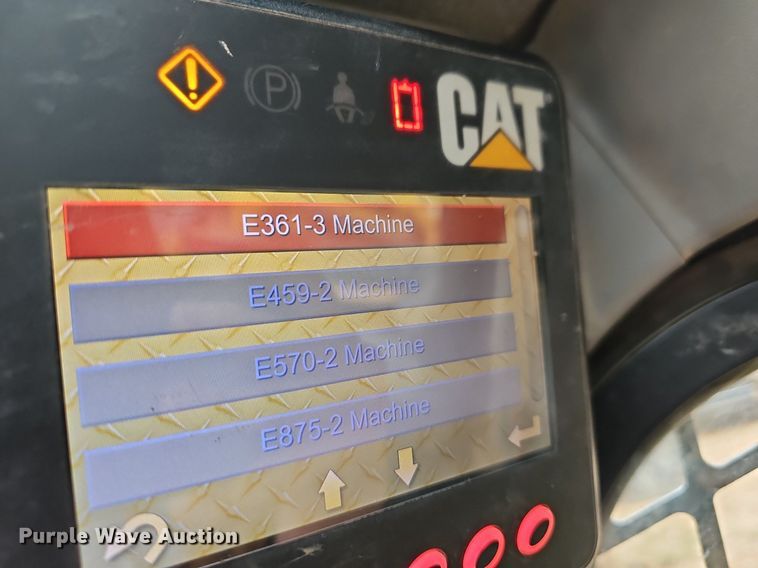 P
CAT
E361-3 Machine
E459-2 Machine
E570-2 Machine
E875-2 Machine
Purple Wave Auction